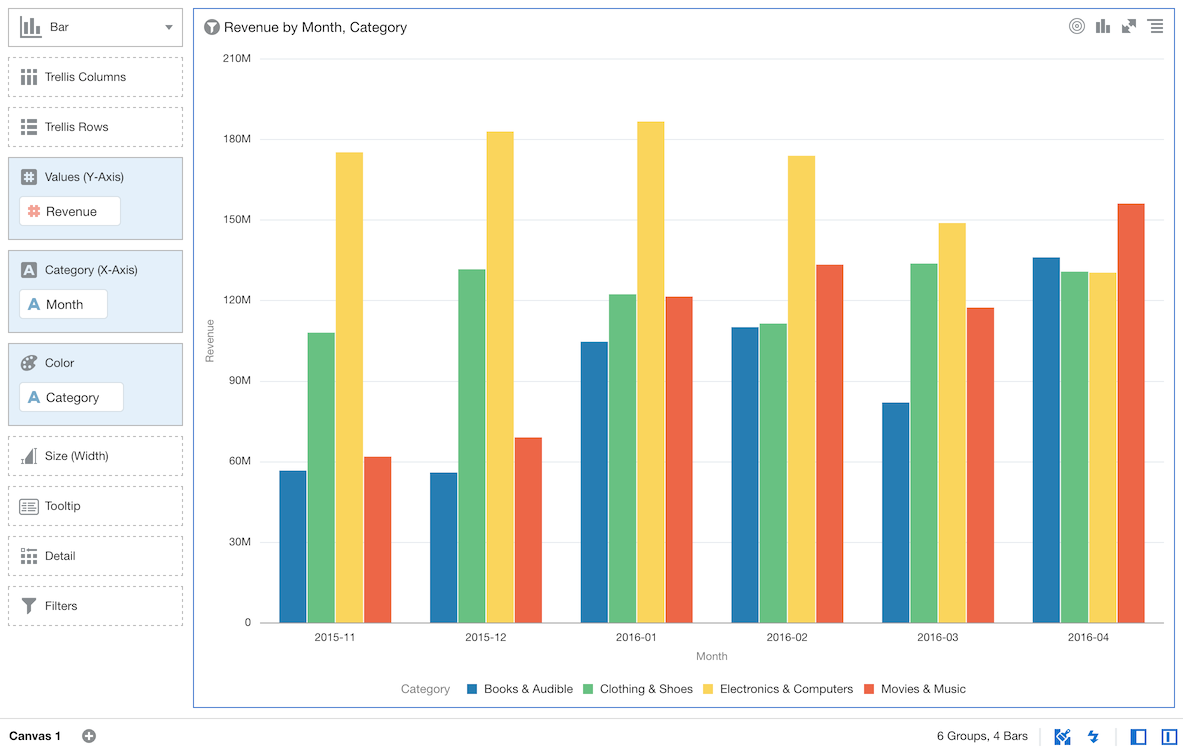 Bar
Trellis Columns
Trellis Rows
Values (Y-Axis)
Revenue
Category (X-Axis)
A Month
Color
A Category
Size (Width)
Tooltip
Detail
Filters
Revenue by Month, Category
210M
180M
150M
120M
90M
60M
30M
0
Revenue
2015-11 2015-12 2016-01 2016-02 2016-03 2016-04
Month
Category Books & Audible Clothing & Shoes Electronics & Computers Movies & Music
Canvas 1 6 Groups, 4 Bars